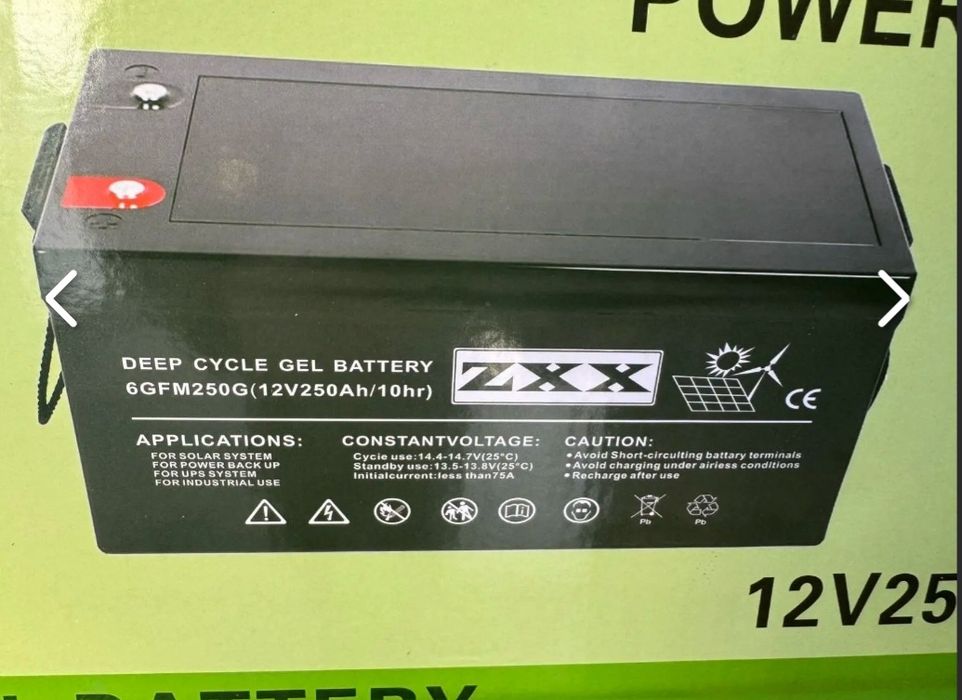 POWER
DEEP CYCLE GEL BATTERY
6GFM250G(12V250Ah/10hr)
ZXX
CE
APPLICATIONS:
FOR SOLAR SYSTEM
FOR POWER BACK UP
FOR UPS SYSTEM
FOR INDUSTRIAL USE
CONSTANTVOLTAGE:
Cycle use:14.4-14.7V(25°C)
Standby use:13.5-13.8V(25°C)
Initialcurrent:less than75A
CAUTION:
• Avoid Short-circulting battary terminals
• Avoid charging under airless conditions
• Recharge after use
Pb
Pb
12V25
BATTERY